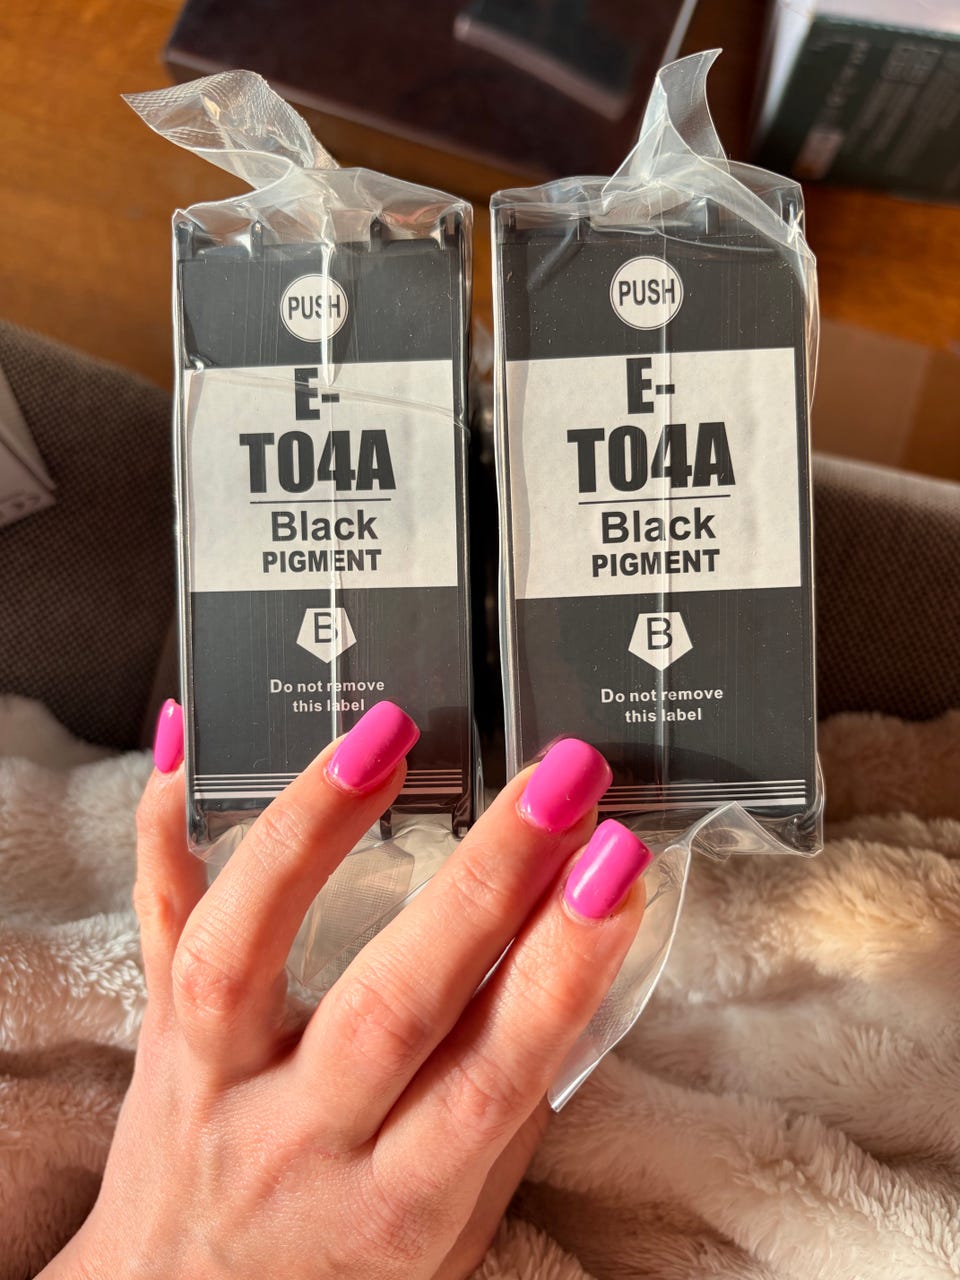 PUSH
E-
T04A
Black
PIGMENT
B
Do not remove
this label
PUSH
E-
T04A
Black
PIGMENT
B
Do not remove
this label